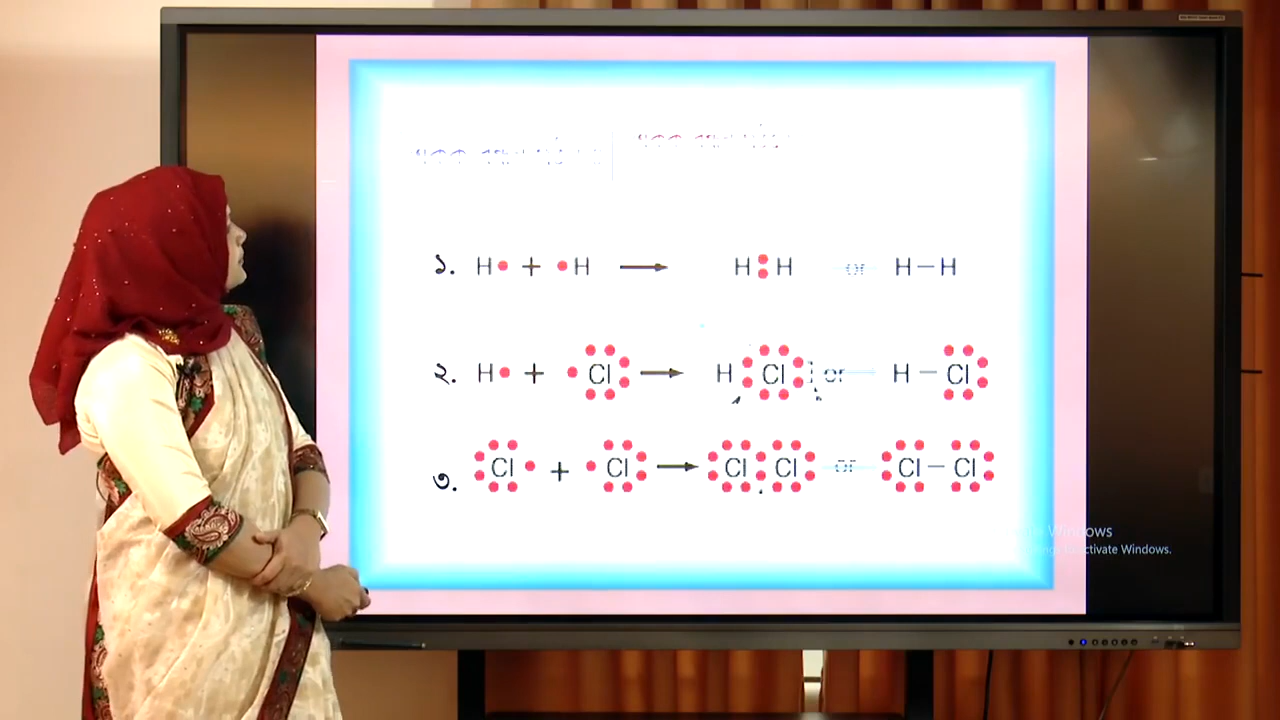 ১. H + H → H H or H – H
২. H + Cl → H Cl or H – Cl
৩. Cl + Cl → Cl Cl or Cl – Cl
Windows
activate Windows.